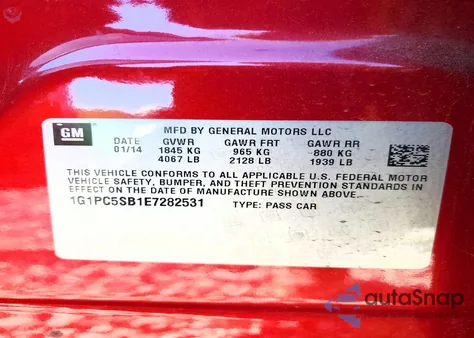 GM
MFD BY GENERAL MOTORS LLC
DATE GVWR GAWR FRT GAWR RR
01/14 1845 KG 965 KG 880 KG
4067 LB 2128 LB 1939 LB
THIS VEHICLE CONFORMS TO ALL APPLICABLE U.S. FEDERAL MOTOR
VEHICLE SAFETY, BUMPER, AND THEFT PREVENTION STANDARDS IN
EFFECT ON THE DATE OF MANUFACTURE SHOWN ABOVE.
1G1PC5SB1E7282531 TYPE: PASS CAR
autoSnap